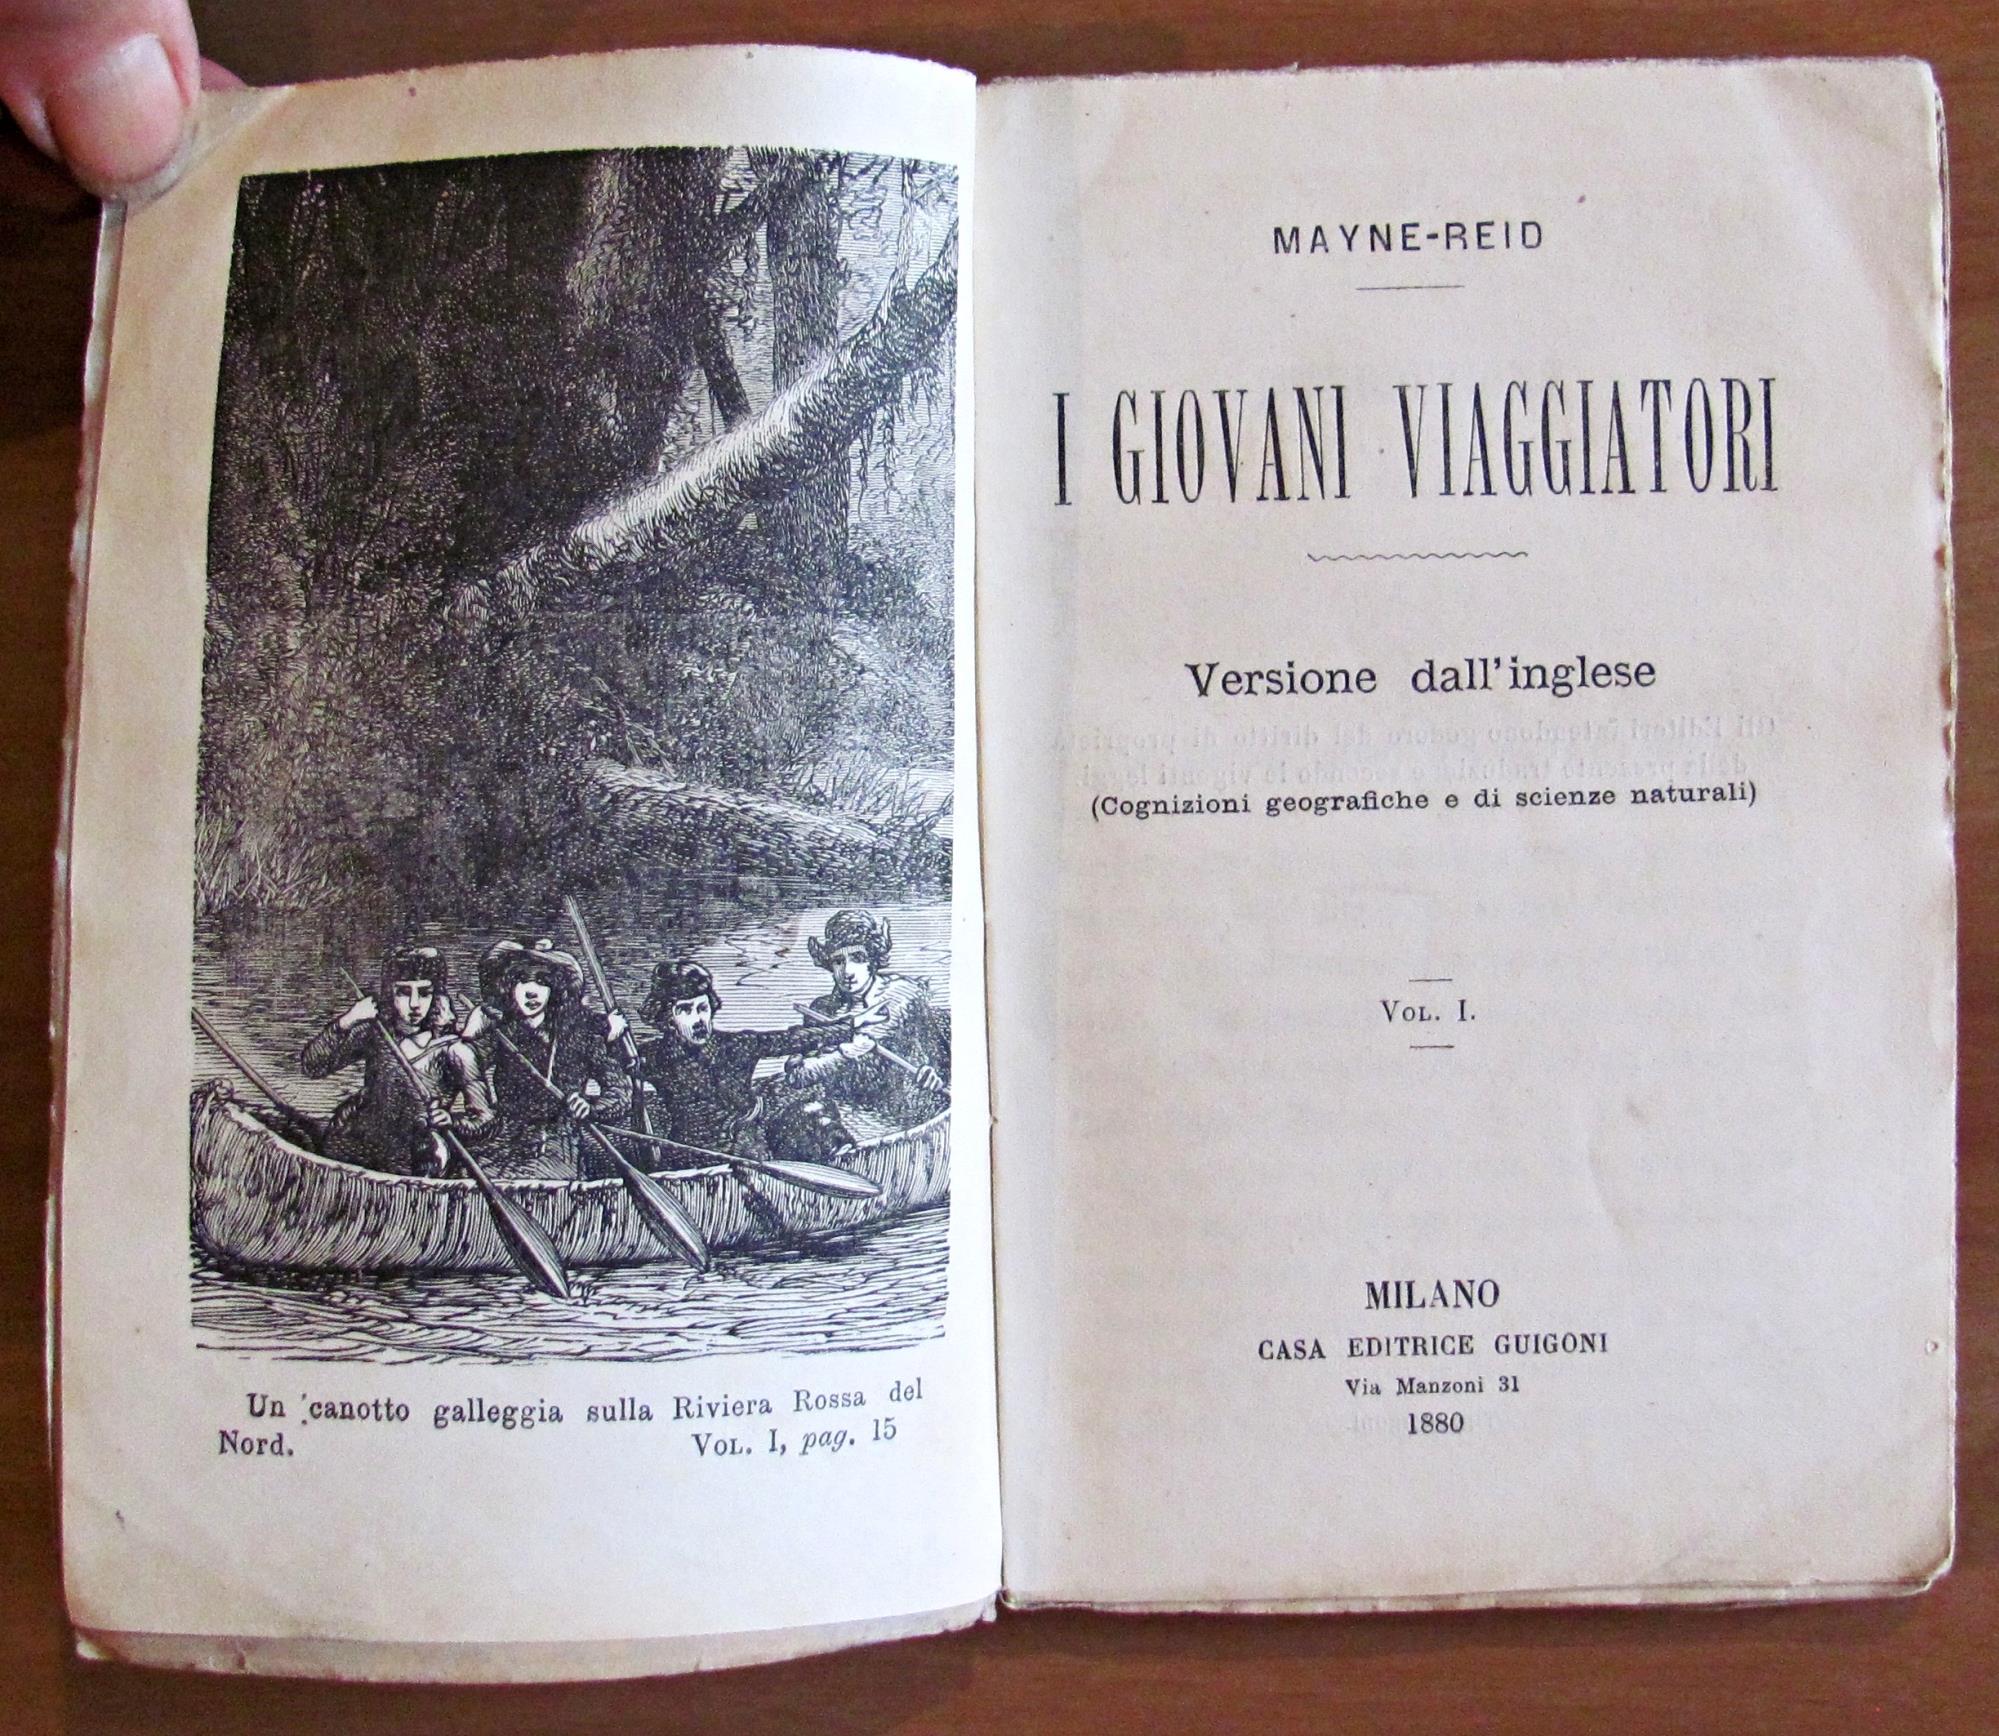 Un canotto galleggia sulla Riviera Rossa del
Nord. VOL. I, pag. 15
MAYNE-REID
I GIOVANI VIAGGIATORI
Versione dall'inglese
(Cognizioni geografiche e di scienze naturali)
VOL. I.
MILANO
CASA EDITRICE GUIGONI
Via Manzoni 31
1880